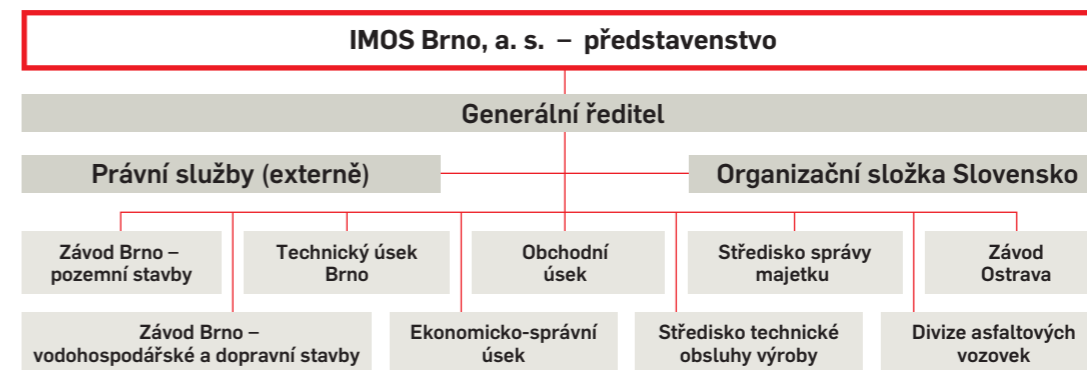 IMOS Brno, a. s. – představenstvo
Generální ředitel
Právní služby (externě)
Organizační složka Slovensko
Závod Brno –
pozemní stavby
Technický úsek
Brno
Obchodní
úsek
Středisko správy
majetku
Závod
Ostrava
Závod Brno –
vodohospodářské a dopravní stavby
Ekonomicko-správní
úsek
Středisko technické
obsluhy výroby
Divize asfaltových
vozovek